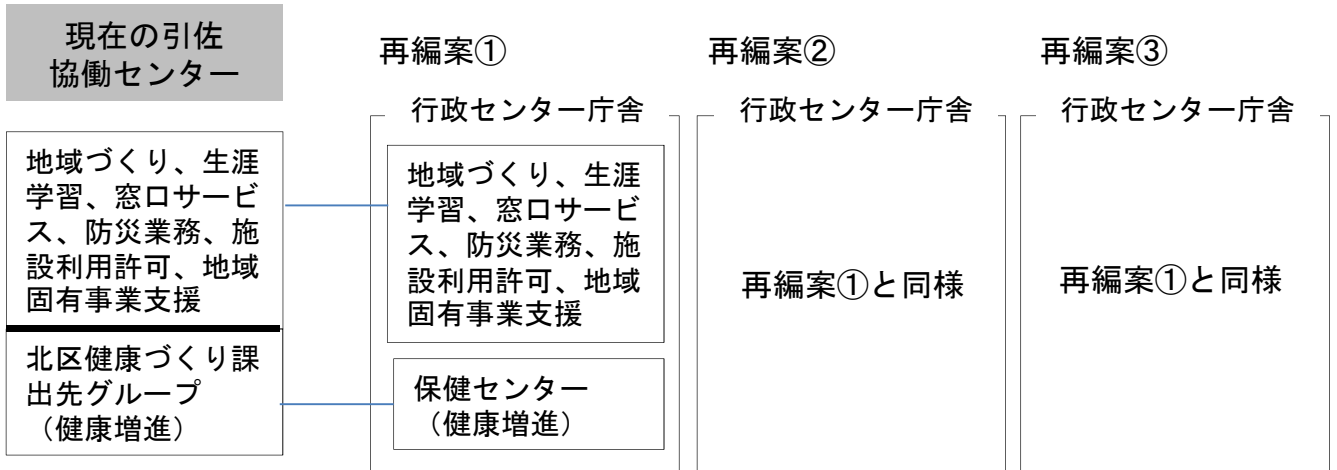 現在の引佐
協働センター
地域づくり、生涯
学習、窓口サービ
ス、防災業務、施
設利用許可、地域
固有事業支援
北区健康づくり課
出先グループ
（健康増進）
再編案①
行政センター庁舎
地域づくり、生涯
学習、窓口サービ
ス、防災業務、施
設利用許可、地域
固有事業支援
保健センター
（健康増進）
再編案②
行政センター庁舎
再編案①と同様
再編案③
行政センター庁舎
再編案①と同様